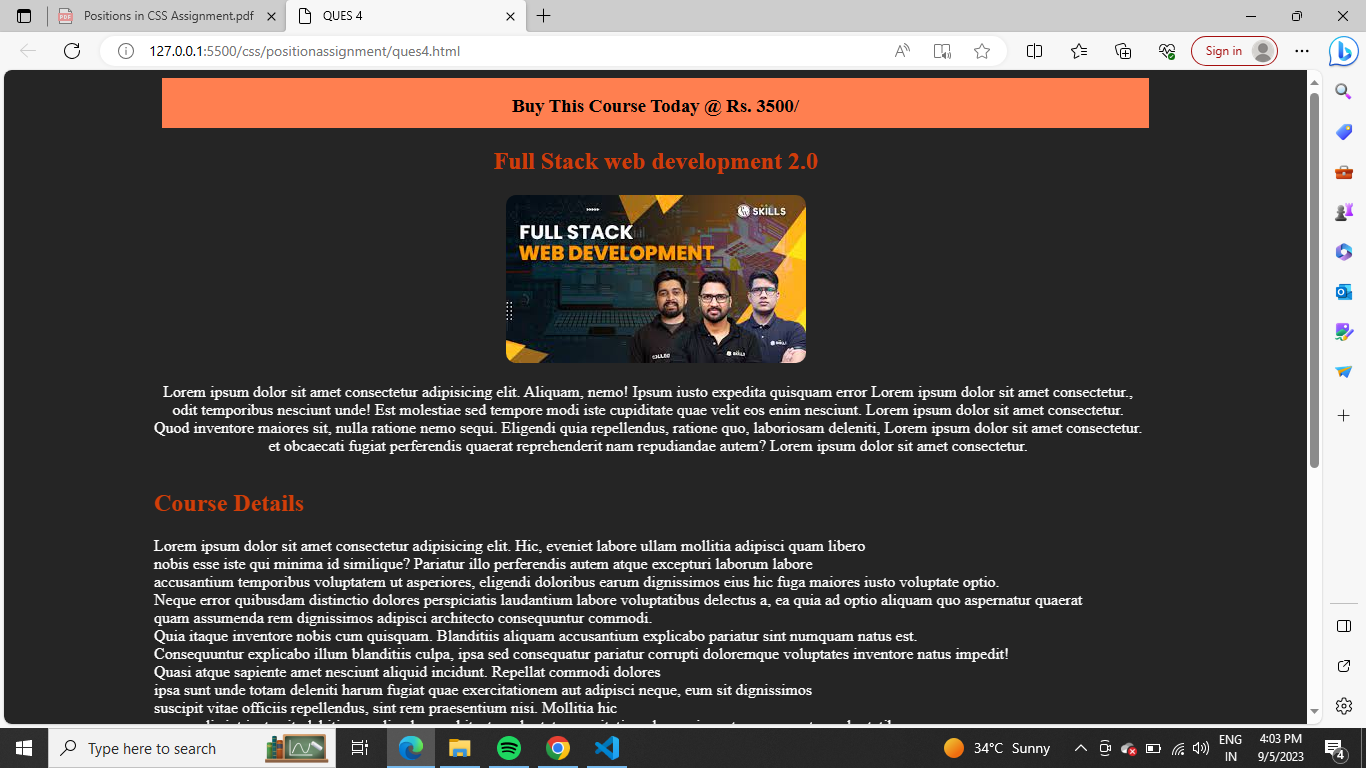 Positions in CSS Assignment.pdf
QUES 4
127.0.0.1:5500/css/positionassignment/ques4.html
Sign in
Buy This Course Today @ Rs. 3500/
Full Stack web development 2.0
SKILLS
FULL STACK
WEB DEVELOPMENT
Lorem ipsum dolor sit amet consectetur adipisicing elit. Aliquam, nemo! Ipsum iusto expedita quisquam error Lorem ipsum dolor sit amet consectetur.,
odit temporibus nesciunt unde! Est molestiae sed tempore modi iste cupiditate quae velit eos enim nesciunt. Lorem ipsum dolor sit amet consectetur.
Quod inventore maiores sit, nulla ratione nemo sequi. Eligendi quia repellendus, ratione quo, laboriosam deleniti, Lorem ipsum dolor sit amet consectetur.
et obcaecati fugiat perferendis quaerat reprehenderit nam repudiandae autem? Lorem ipsum dolor sit amet consectetur.
Course Details
Lorem ipsum dolor sit amet consectetur adipisicing elit. Hic, eveniet labore ullam mollitia adipisci quam libero
nobis esse iste qui minima id similique? Pariatur illo perferendis autem atque excepturi laborum labore
accusantium temporibus voluptatem ut asperiores, eligendi doloribus earum dignissimos eius hic fuga maiores iusto voluptate optio.
Neque error quibusdam distinctio dolores perspiciatis laudantium labore voluptatibus delectus a, ea quia ad optio aliquam quo aspernatur quaerat
quam assumenda rem dignissimos adipisci architecto consequuntur commodi.
Quia itaque inventore nobis cum quisquam. Blanditiis aliquam accusantium explicabo pariatur sint numquam natus est.
Consequuntur explicabo illum blanditiis culpa, ipsa sed consequatur pariatur corrupti doloremque voluptates inventore natus impedit!
Quasi atque sapiente amet nesciunt aliquid incidunt. Repellat commodi dolores
ipsa sunt unde totam deleniti harum fugiat quae exercitationem aut adipisci neque, eum sit dignissimos
suscipit vitae officiis repellendus, sint rem praesentium nisi. Mollitia hic
Type here to search
34°C Sunny
ENG
IN
4:03 PM
9/5/2023
4